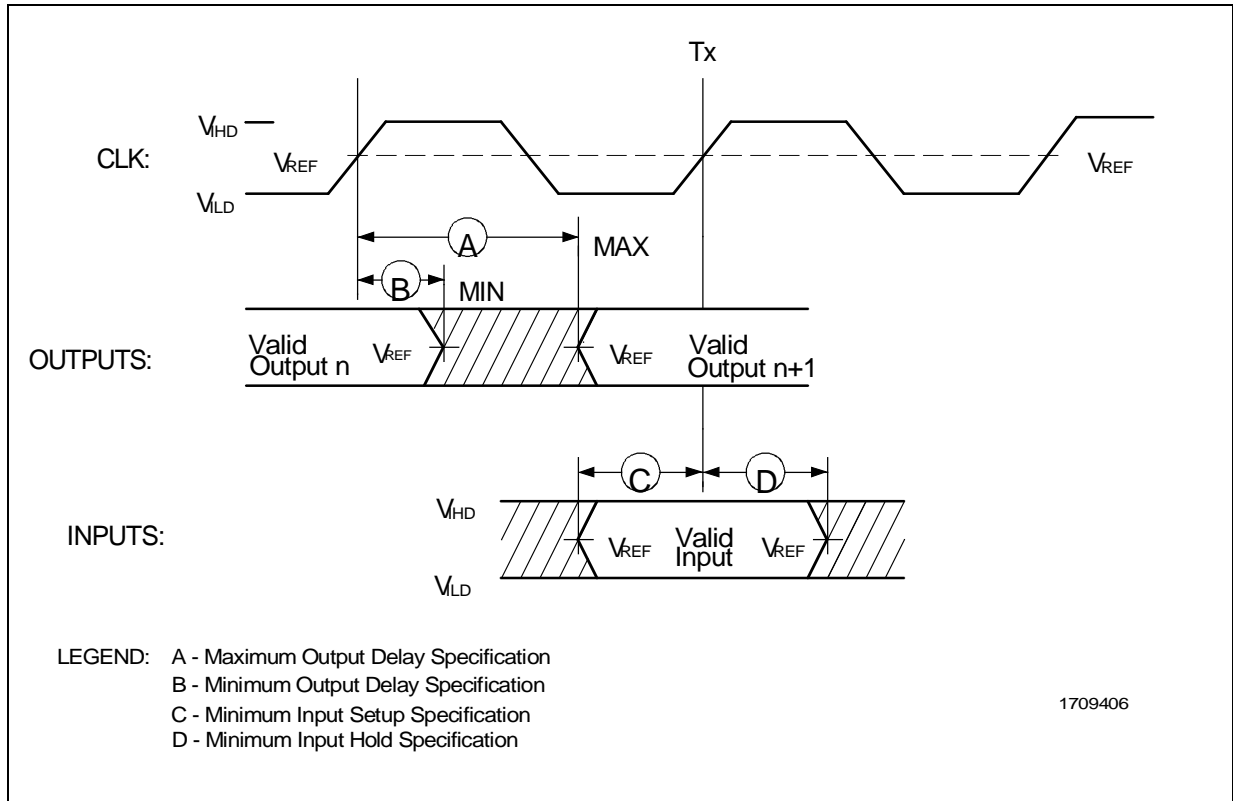 Tx
VIHD
CLK:
VREF
VREF
VILD
A
MAX
B
MIN
OUTPUTS:
Valid
Output n
VREF
VREF
Valid
Output n+1
C
D
VIHD
INPUTS:
VREF
Valid
Input
VREF
VILD
LEGEND: A - Maximum Output Delay Specification
B - Minimum Output Delay Specification
C - Minimum Input Setup Specification
D - Minimum Input Hold Specification
1709406